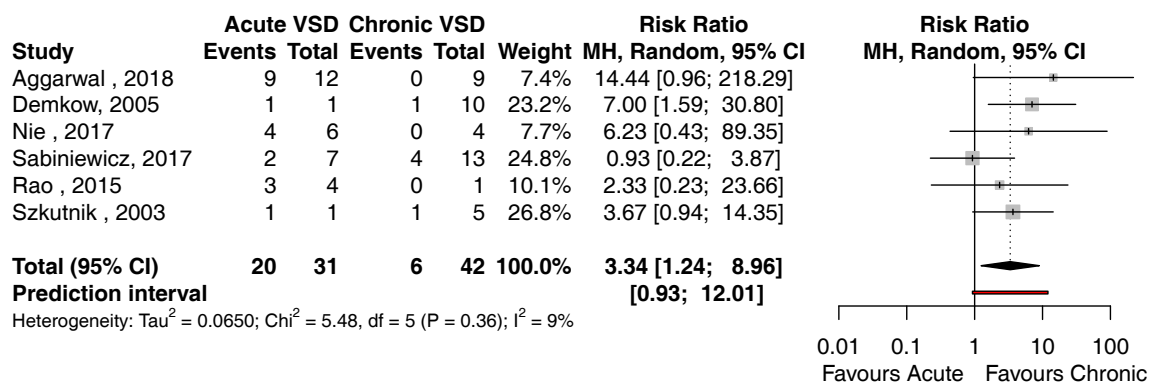 Acute VSD Chronic VSD Risk Ratio Risk Ratio
Study Events Total Events Total Weight MH, Random, 95% CI MH, Random, 95% CI
Aggarwal , 2018 9 12 0 9 7.4% 14.44 [0.96; 218.29]
Demkow, 2005 1 1 1 10 23.2% 7.00 [1.59; 30.80]
Nie , 2017 4 6 0 4 7.7% 6.23 [0.43; 89.35]
Sabiniewicz, 2017 2 7 4 13 24.8% 0.93 [0.22; 3.87]
Rao , 2015 3 4 0 1 10.1% 2.33 [0.23; 23.66]
Szkutnik , 2003 1 1 1 5 26.8% 3.67 [0.94; 14.35]
Total (95% CI) 20 31 6 42 100.0% 3.34 [1.24; 8.96]
Prediction interval [0.93; 12.01]
Heterogeneity: Tau² = 0.0650; Chi² = 5.48, df = 5 (P = 0.36); I² = 9%
0.01 0.1 1 10 100
Favours Acute Favours Chronic